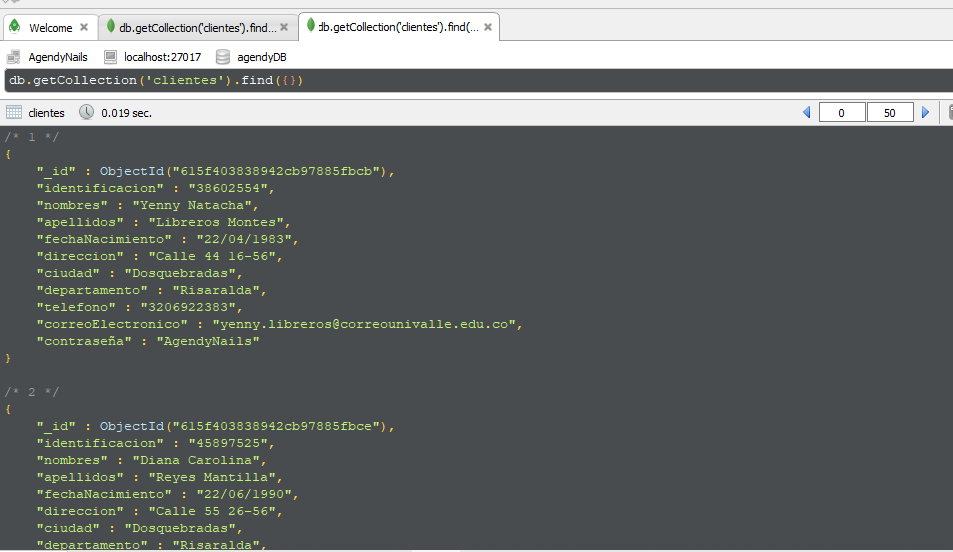 Welcome
db.getCollection('clientes').find...
db.getCollection('clientes').find(...
AgendyNails localhost:27017 agendyDB
db.getCollection('clientes').find({})
clientes 0.019 sec. 0 50
/* 1 */
{
"_id" : ObjectId("615f403838942cb97885fbcb"),
"identificacion" : "38602554",
"nombres" : "Yenny Natacha",
"apellidos" : "Libreros Montes",
"fechaNacimiento" : "22/04/1983",
"direccion" : "Calle 44 16-56",
"ciudad" : "Dosquebradas",
"departamento" : "Risaralda",
"telefono" : "3206922383",
"correoElectronico" : "yenny.libreros@correounivalle.edu.co",
"contraseña" : "AgendyNails"
}
/* 2 */
{
"_id" : ObjectId("615f403838942cb97885fbce"),
"identificacion" : "45897525",
"nombres" : "Diana Carolina",
"apellidos" : "Reyes Mantilla",
"fechaNacimiento" : "22/06/1990",
"direccion" : "Calle 55 26-56",
"ciudad" : "Dosquebradas",
"departamento" : "Risaralda",